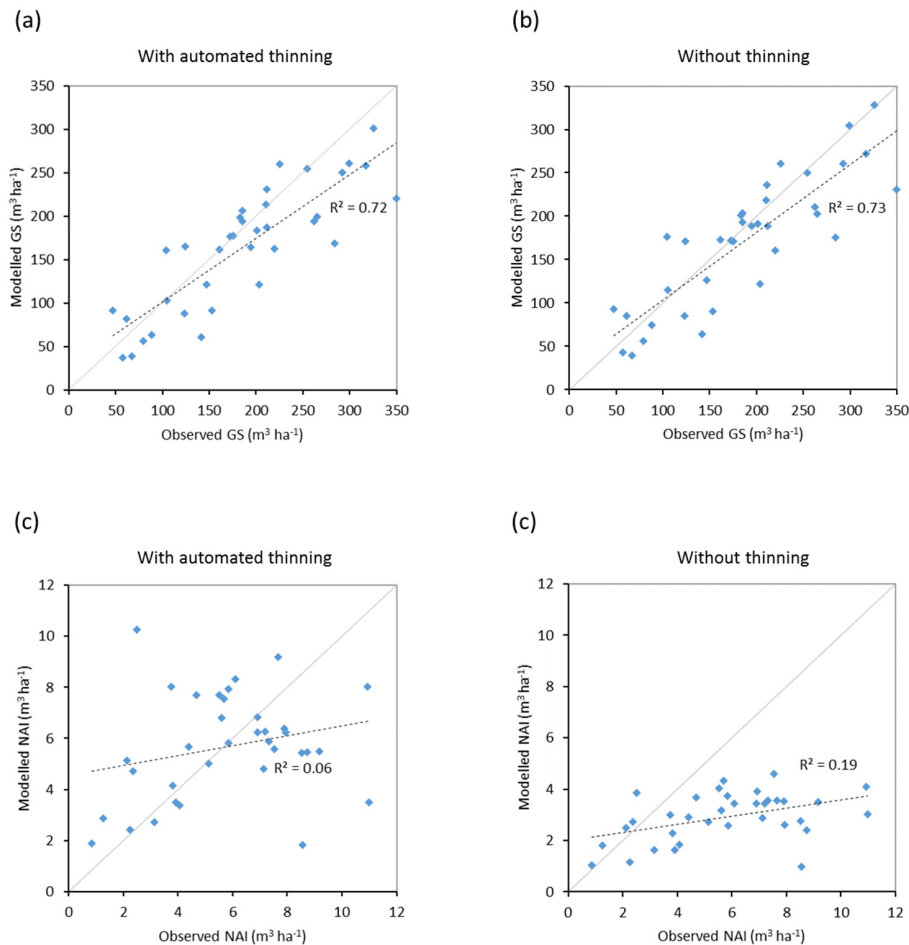 (a)
With automated thinning
350
300
250
200
150
100
50
0
Modelled GS (m³ ha⁻¹)
R² = 0.72
0 50 100 150 200 250 300 350
Observed GS (m³ ha⁻¹)
(b)
Without thinning
350
300
250
200
150
100
50
0
Modelled GS (m³ ha⁻¹)
R² = 0.73
0 50 100 150 200 250 300 350
Observed GS (m³ ha⁻¹)
(c)
With automated thinning
12
10
8
6
4
2
0
Modelled NAI (m³ ha⁻¹)
R² = 0.06
0 2 4 6 8 10 12
Observed NAI (m³ ha⁻¹)
(c)
Without thinning
12
10
8
6
4
2
0
Modelled NAI (m³ ha⁻¹)
R² = 0.19
0 2 4 6 8 10 12
Observed NAI (m³ ha⁻¹)